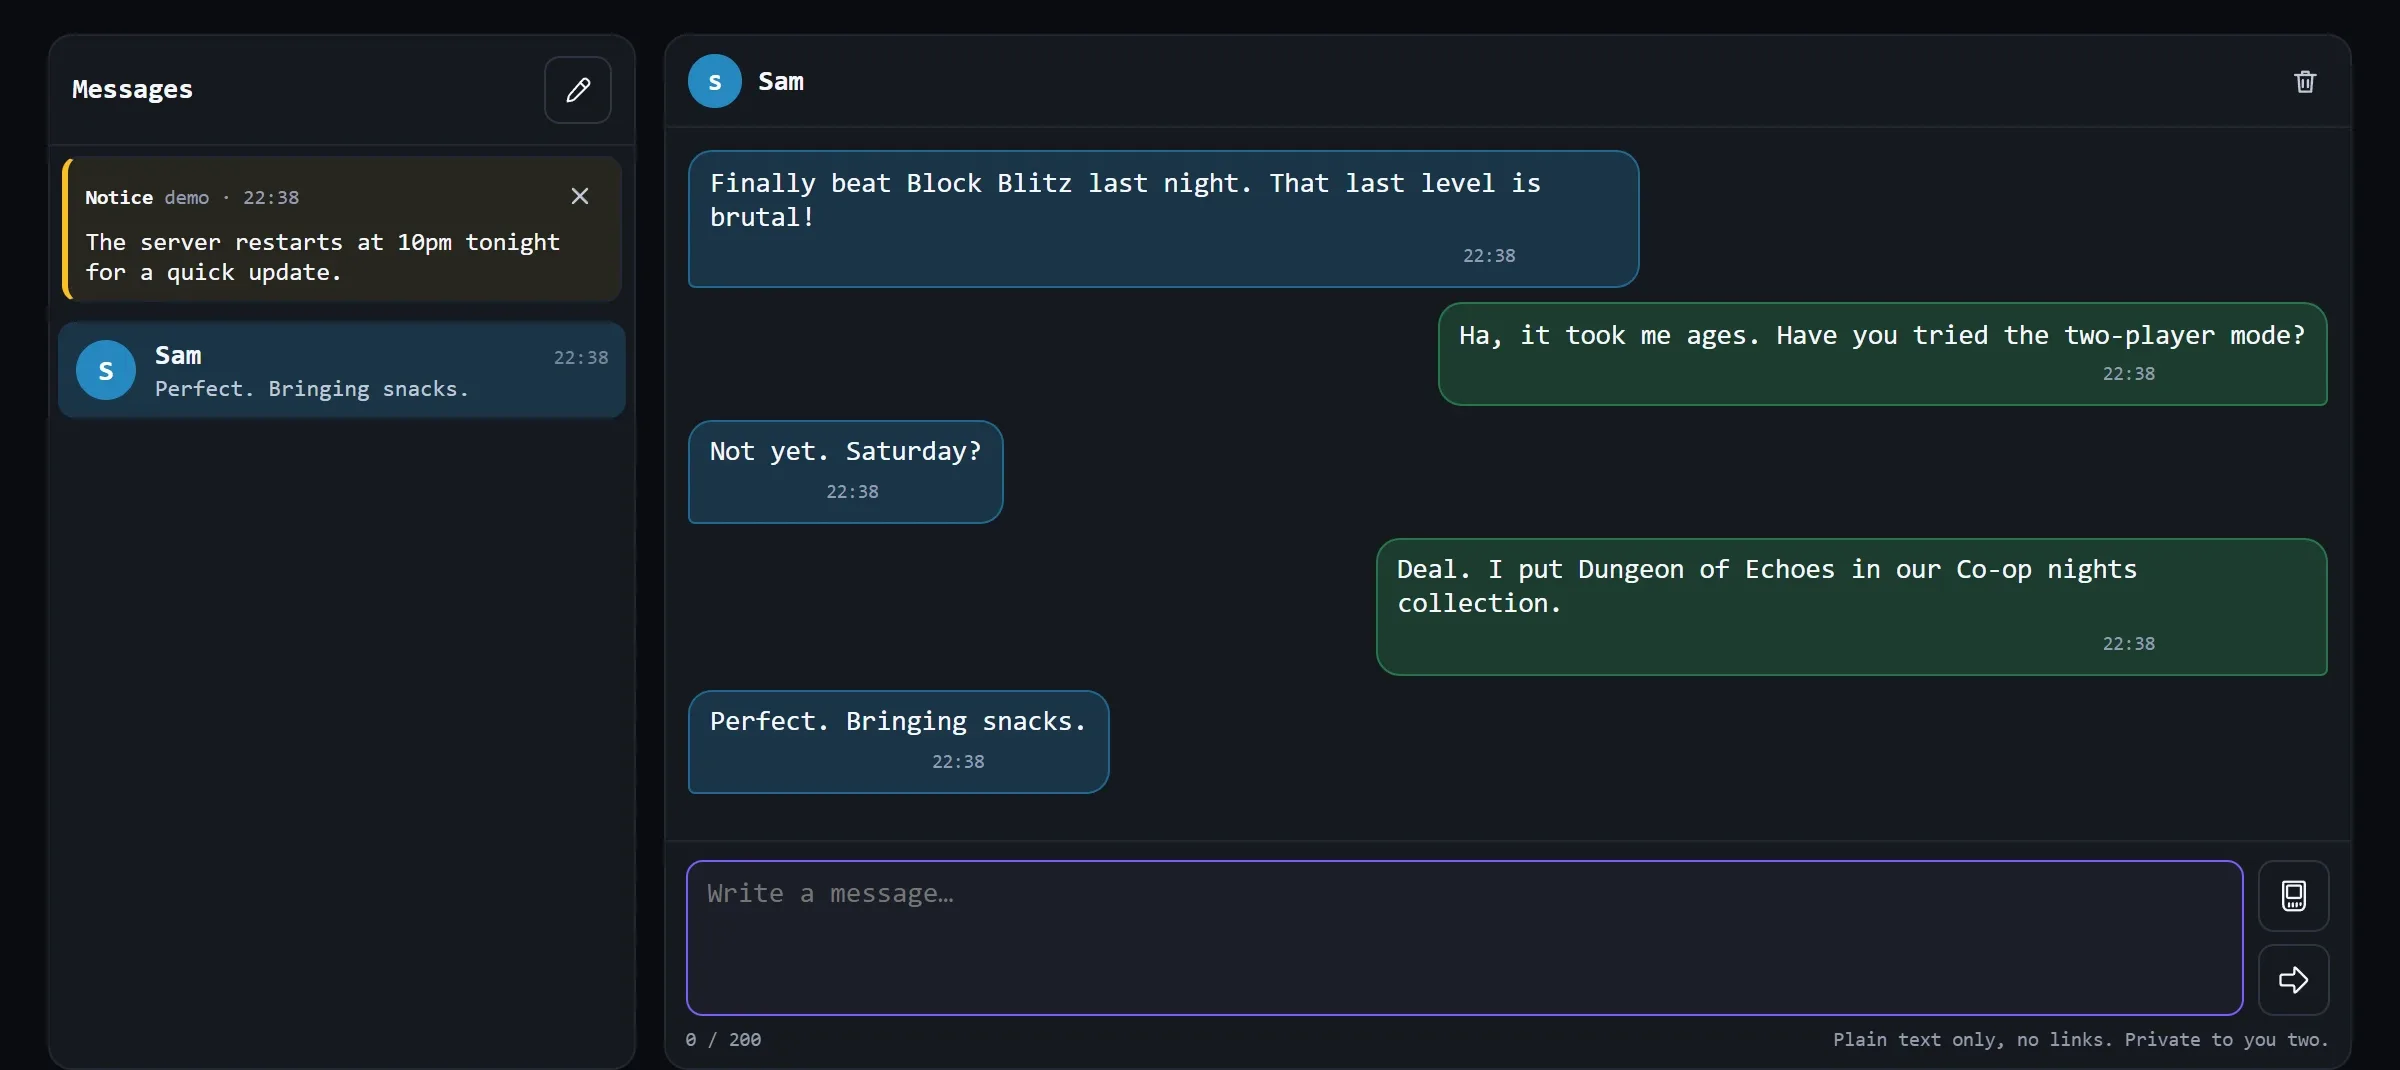 Messages
Notice demo · 22:38
The server restarts at 10pm tonight
for a quick update.
S
Sam
22:38
Perfect. Bringing snacks.
S
Sam
Finally beat Block Blitz last night. That last level is
brutal!
22:38
Ha, it took me ages. Have you tried the two-player mode?
22:38
Not yet. Saturday?
22:38
Deal. I put Dungeon of Echoes in our Co-op nights
collection.
22:38
Perfect. Bringing snacks.
22:38
Write a message…
0 / 200
Plain text only, no links. Private to you two.